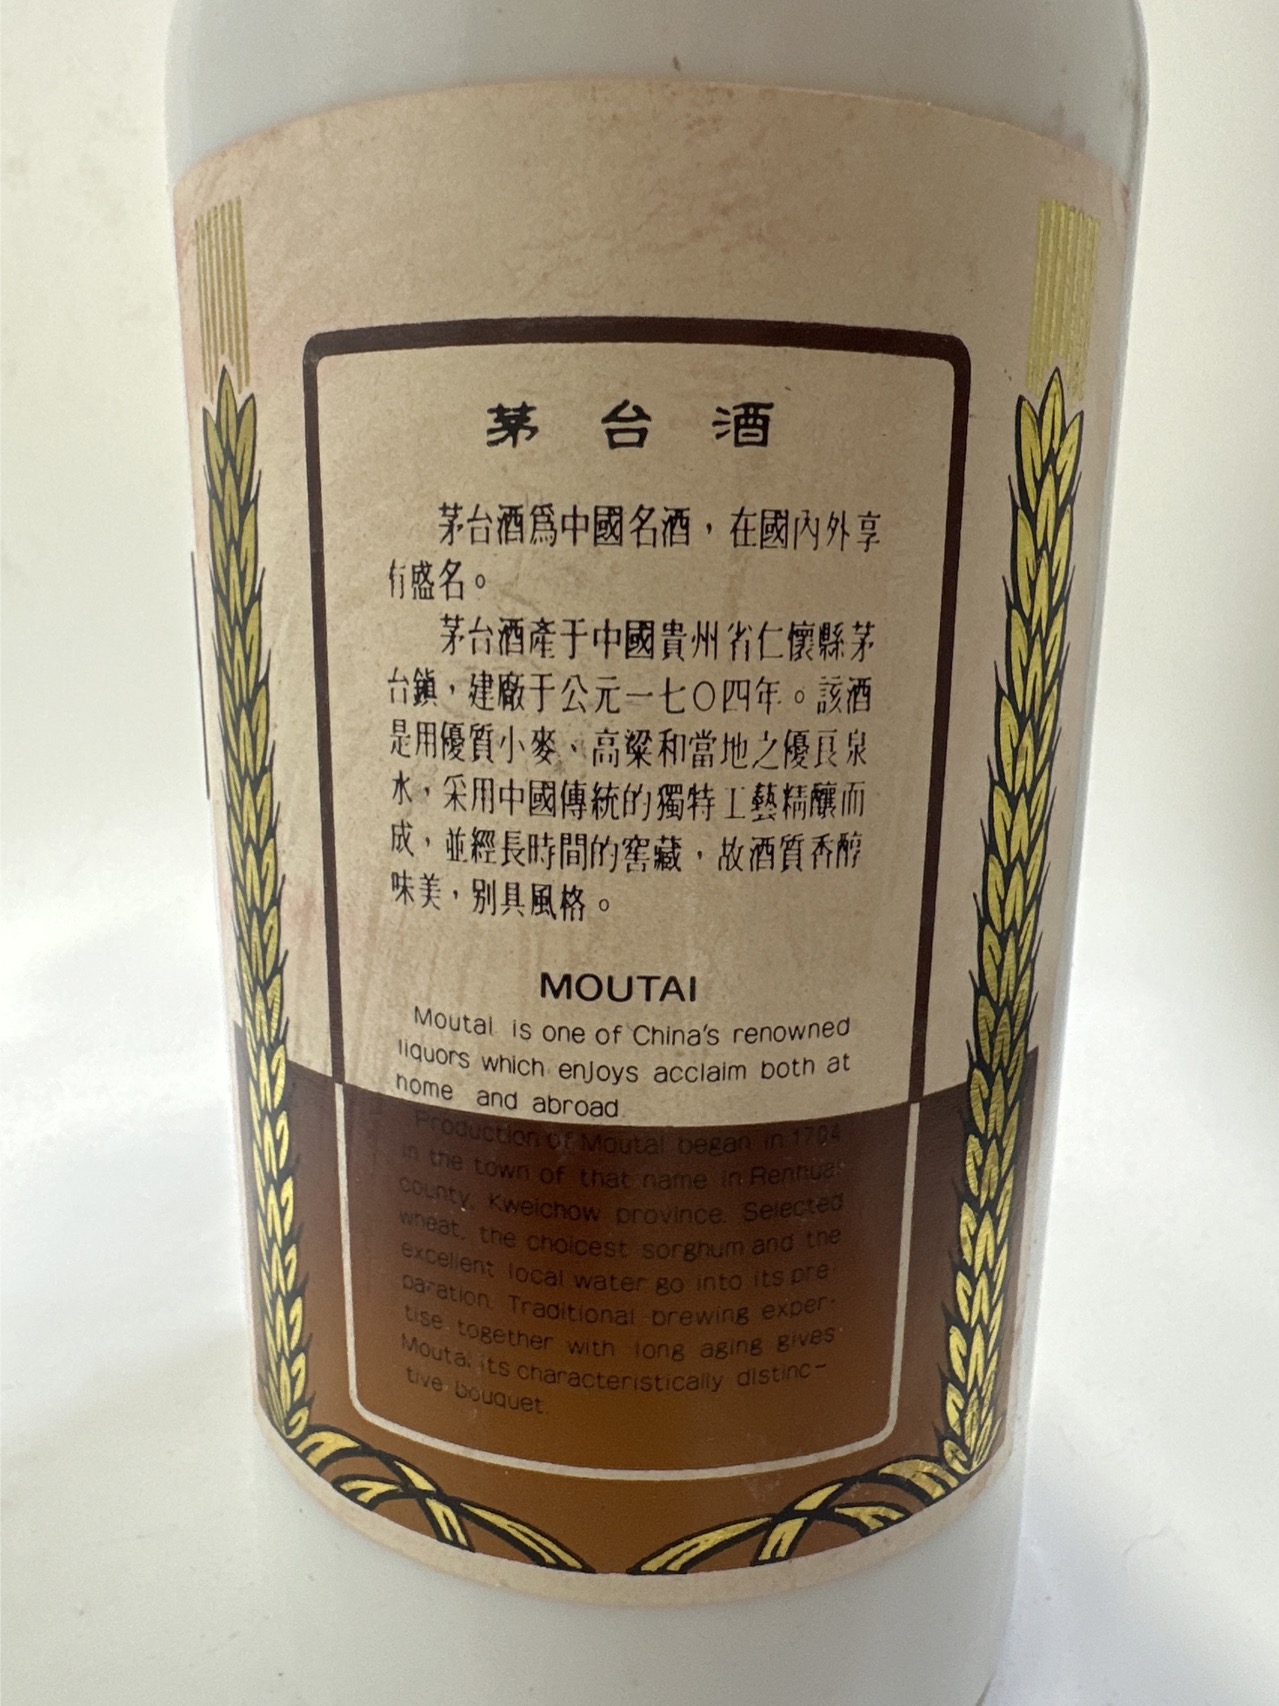 茅台酒
茅台酒爲中國名酒，在國內外享
有盛名。
茅台酒產于中國貴州省仁懷縣茅
台鎮，建廠于公元一七〇四年。該酒
是用優質小麥、高粱和當地之優良泉
水，采用中國傳統的獨特工藝精釀而
成，並經長時間的窖藏，故酒質香醇
味美，别具風格。
MOUTAI
Moutai is one of China's renowned
liquors which enjoys acclaim both at
home and abroad
Production of Moutai began in 1704
in the town of that name in Renhuai
county, Kweichow province. Selected
wheat, the choicest sorghum and the
excellent local water go into its pre-
paration. Traditional brewing exper-
tise together with long aging gives
Moutai its characteristically distinc-
tive bouquet.